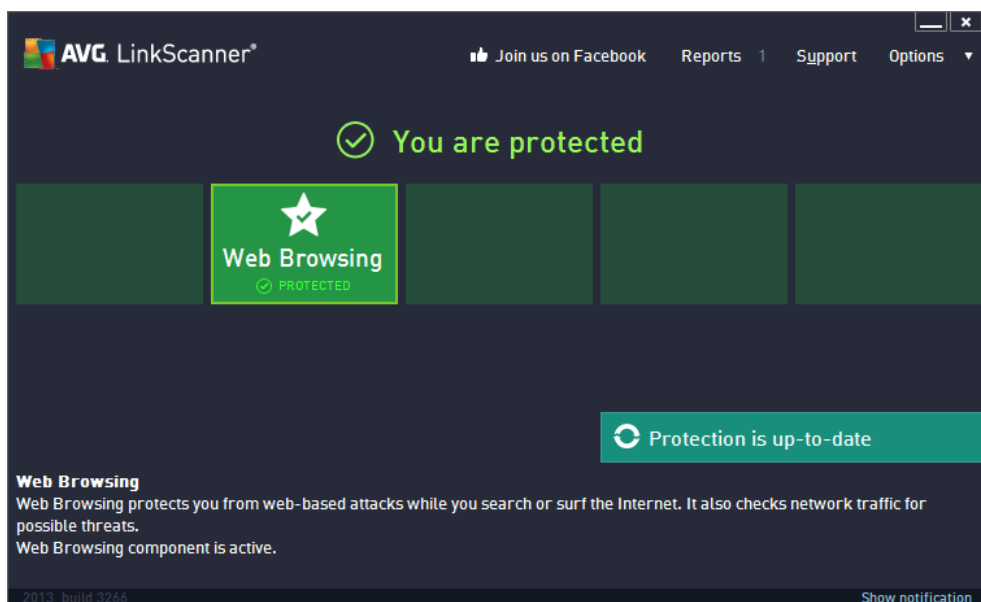 AVG. LinkScanner®
Join us on Facebook Reports 1 Support Options
You are protected
Web Browsing
PROTECTED
Protection is up-to-date
Web Browsing
Web Browsing protects you from web-based attacks while you search or surf the Internet. It also checks network traffic for
possible threats.
Web Browsing component is active.
2013 build 3266
Show notification